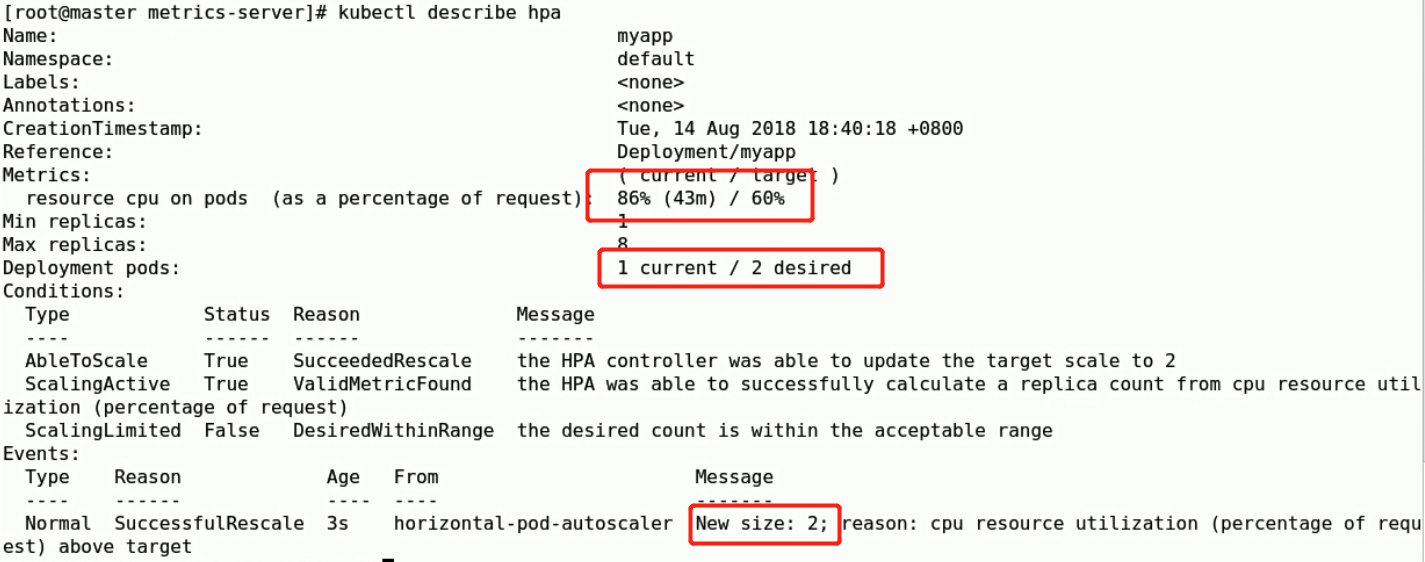 [root@master metrics-server]# kubectl describe hpa
Name: myapp
Namespace: default
Labels: <none>
Annotations: <none>
CreationTimestamp: Tue, 14 Aug 2018 18:40:18 +0800
Reference: Deployment/myapp
Metrics: ( current / target )
  resource cpu on pods  (as a percentage of request): 86% (43m) / 60%
Min replicas: 1
Max replicas: 8
Deployment pods: 1 current / 2 desired
Conditions:
  Type            Status  Reason              Message
  ----            ------  ------              -------
  AbleToScale     True    SucceededRescale    the HPA controller was able to update the target scale to 2
  ScalingActive   True    ValidMetricFound    the HPA was able to successfully calculate a replica count from cpu resource util
ization (percentage of request)
  ScalingLimited  False   DesiredWithinRange  the desired count is within the acceptable range
Events:
  Type    Reason             Age   From                       Message
  ----    ------             ----  ----                       -------
  Normal  SuccessfulRescale  3s    horizontal-pod-autoscaler  New size: 2; reason: cpu resource utilization (percentage of requ
est) above target